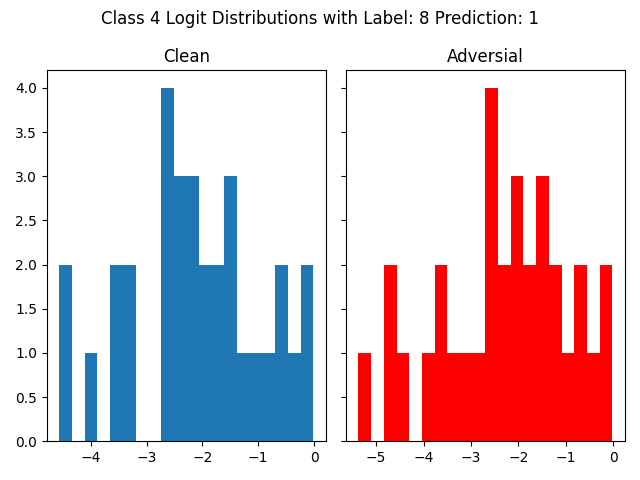 Class 4 Logit Distributions with Label: 8 Prediction: 1
Clean
Adversial
4.0
3.5
3.0
2.5
2.0
1.5
1.0
0.5
0.0
−4 −3 −2 −1 0
−5 −4 −3 −2 −1 0